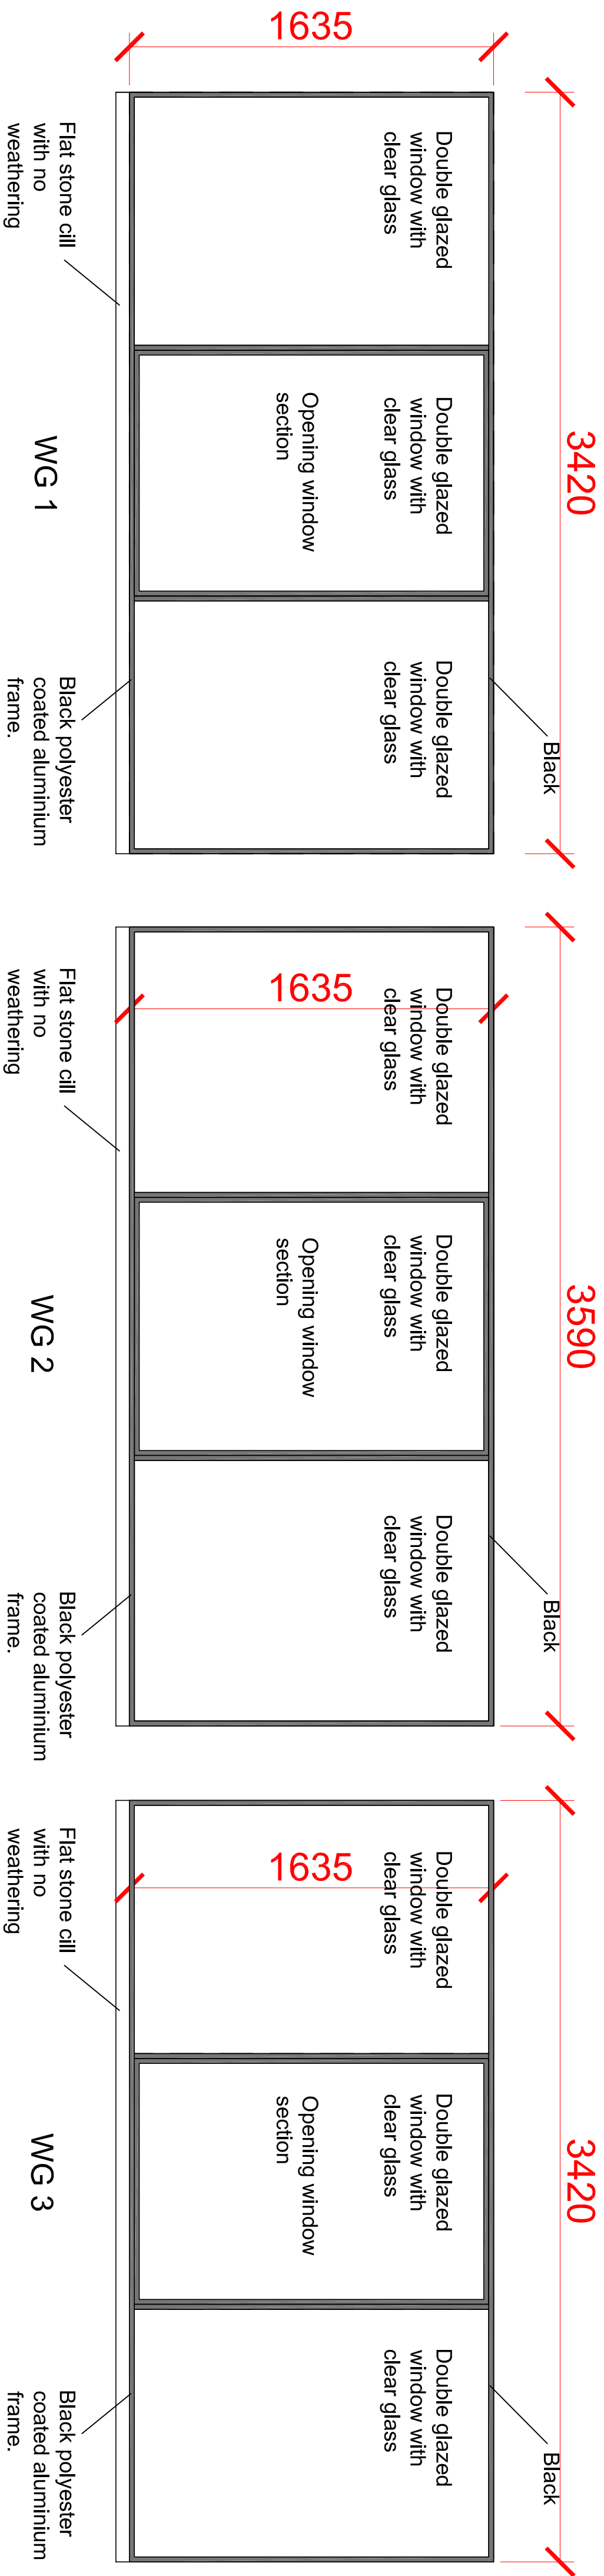 3420
1635
Black
Double glazed
window with
clear glass
Double glazed
window with
clear glass
Double glazed
window with
clear glass
Opening window
section
Flat stone cill
with no
weathering
WG 1
Black polyester
coated aluminium
frame.
3590
Black
1635
Double glazed
window with
clear glass
Double glazed
window with
clear glass
Double glazed
window with
clear glass
Opening window
section
Flat stone cill
with no
weathering
WG 2
Black polyester
coated aluminium
frame.
3420
Black
1635
Double glazed
window with
clear glass
Double glazed
window with
clear glass
Double glazed
window with
clear glass
Opening window
section
Flat stone cill
with no
weathering
WG 3
Black polyester
coated aluminium
frame.